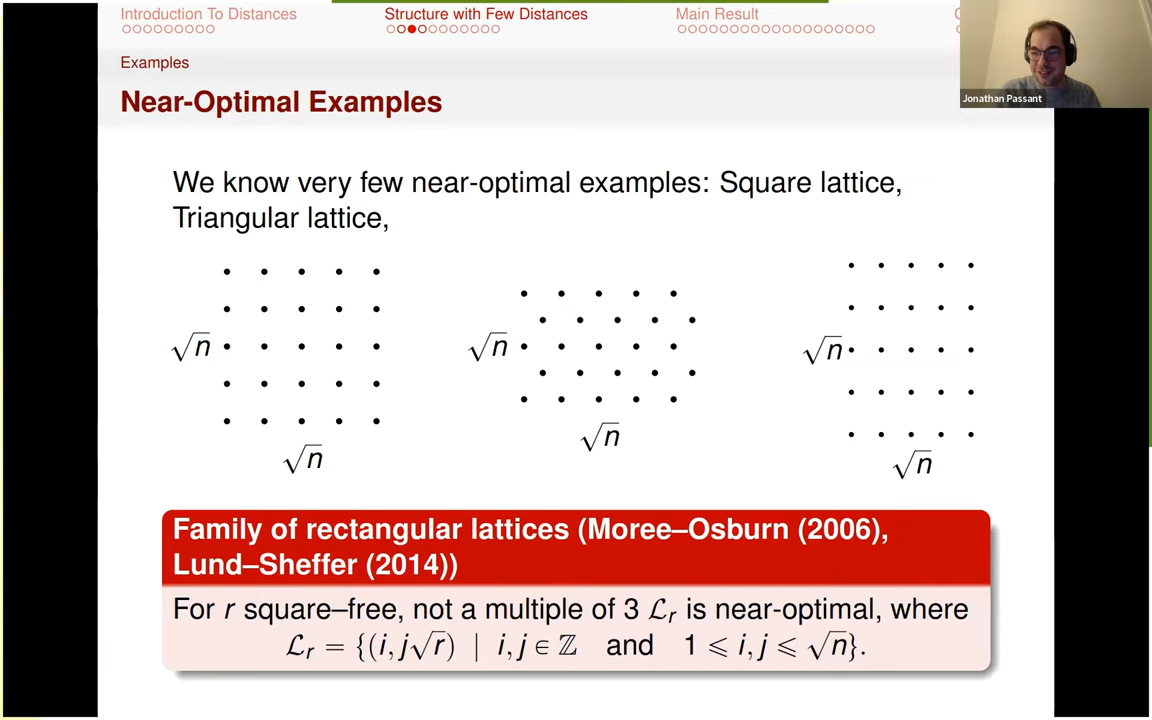 Introduction To Distances
Structure with Few Distances
Main Result
Examples
Jonathan Passant
Near-Optimal Examples
We know very few near-optimal examples: Square lattice,
Triangular lattice,
√n
√n
√n
√n
√n
√n
Family of rectangular lattices (Moree–Osburn (2006),
Lund–Sheffer (2014))
For r square–free, not a multiple of 3 ℒr is near-optimal, where
ℒr = {(i, j√r) | i, j ∈ ℤ and 1 ⩽ i, j ⩽ √n}.